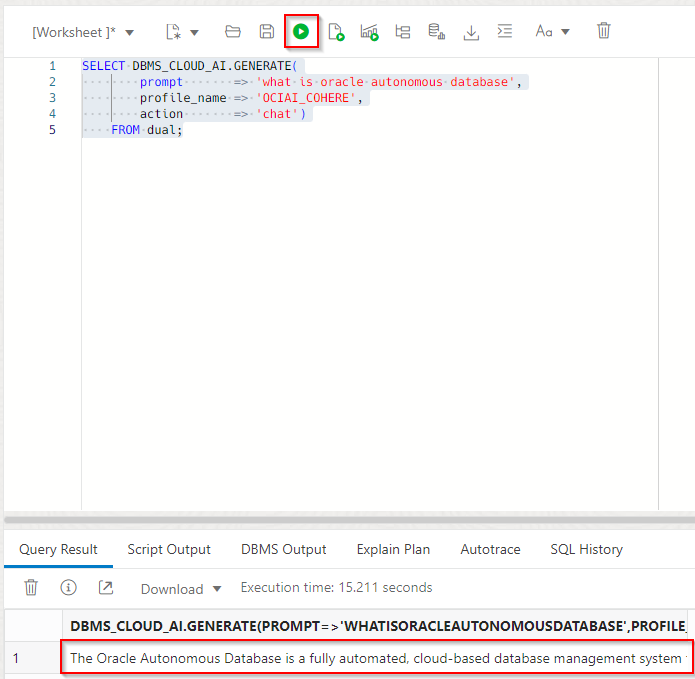 [Worksheet ]*
Aa
1 SELECT DBMS_CLOUD_AI.GENERATE(
2 prompt => 'what is oracle autonomous database',
3 profile_name => 'OCIAI_COHERE',
4 action => 'chat')
5 FROM dual;
Query Result Script Output DBMS Output Explain Plan Autotrace SQL History
Download Execution time: 15.211 seconds
DBMS_CLOUD_AI.GENERATE(PROMPT=>'WHATISORACLEAUTONOMOUSDATABASE',PROFILE_
1 The Oracle Autonomous Database is a fully automated, cloud-based database management system